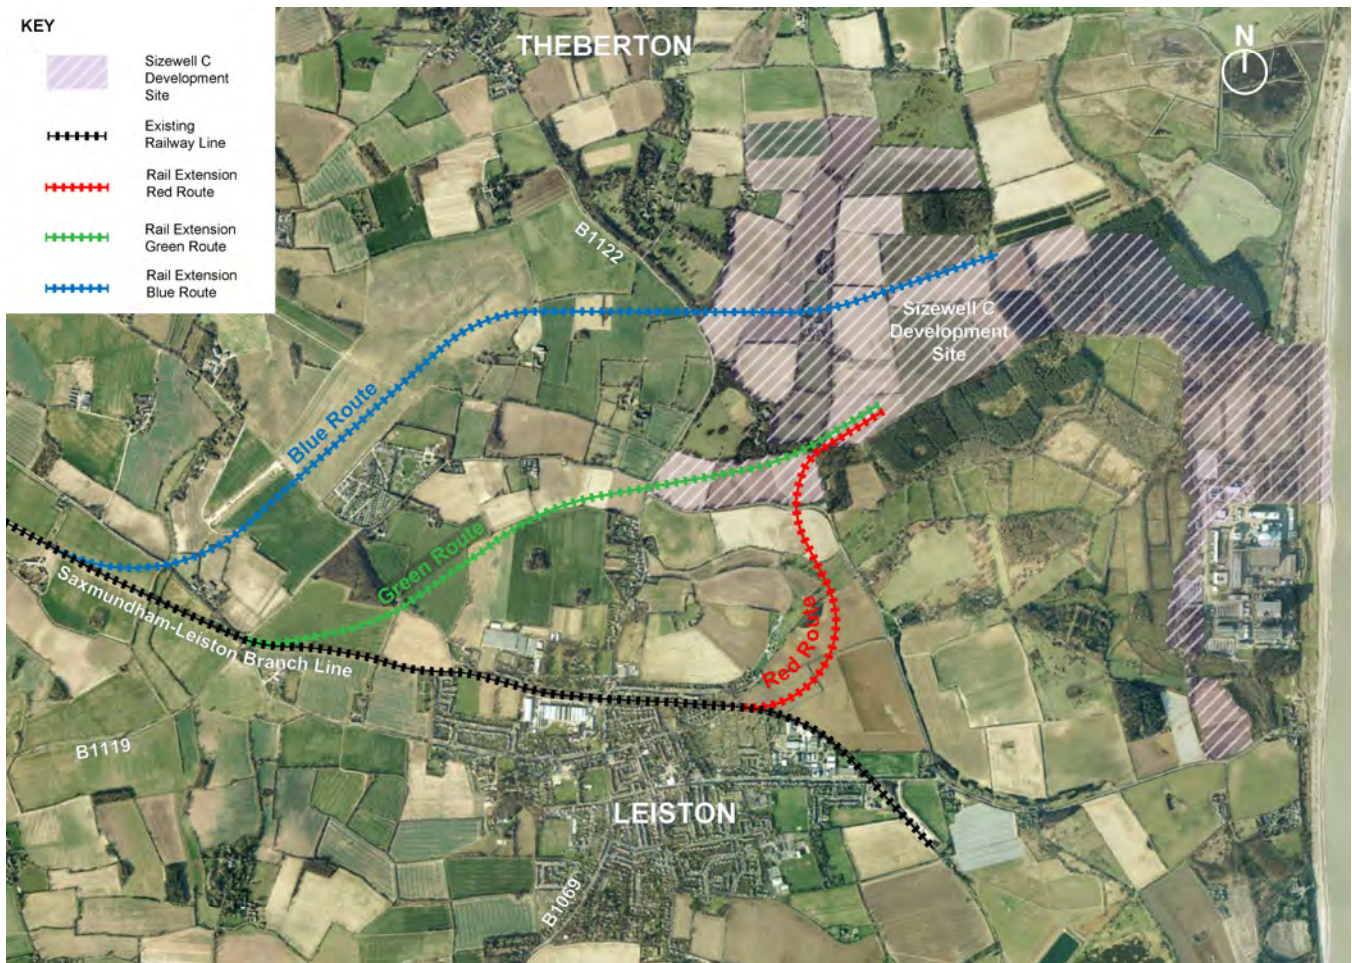 KEY
Sizewell C
Development
Site
Existing
Railway Line
Rail Extension
Red Route
Rail Extension
Green Route
Rail Extension
Blue Route
THEBERTON
N
B1122
Sizewell C
Development
Site
Blue Route
Green Route
Saxmundham-Leiston Branch Line
Red Route
B1119
LEISTON
B1069